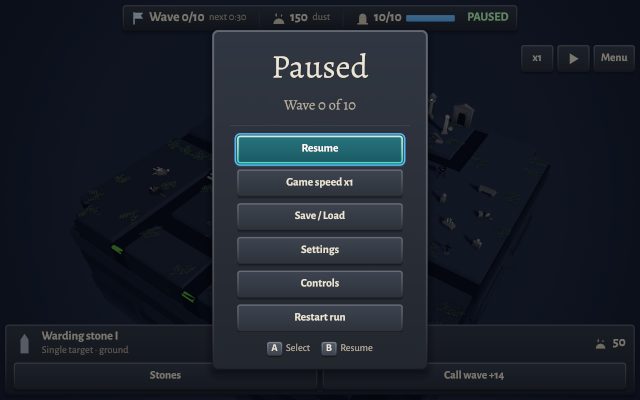 Wave 0/10 next 0:30 150 dust 10/10 PAUSED
x1 Menu
Paused
Wave 0 of 10
Resume
Game speed x1
Save / Load
Settings
Controls
Restart run
A Select B Resume
Warding stone I
Single target · ground
50
Stones
Call wave +14